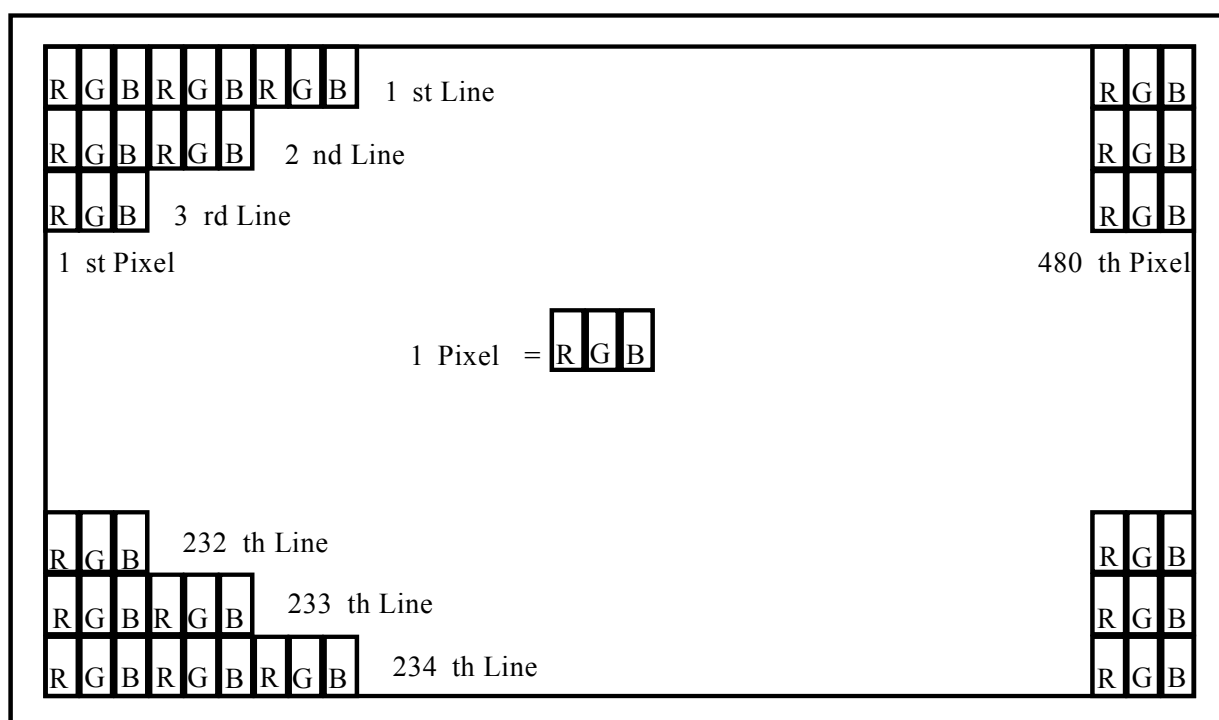 R G B R G B R G B 1 st Line R G B
R G B R G B 2 nd Line R G B
R G B 3 rd Line R G B
1 st Pixel 480 th Pixel
1 Pixel = R G B
R G B 232 th Line R G B
R G B R G B 233 th Line R G B
R G B R G B R G B 234 th Line R G B